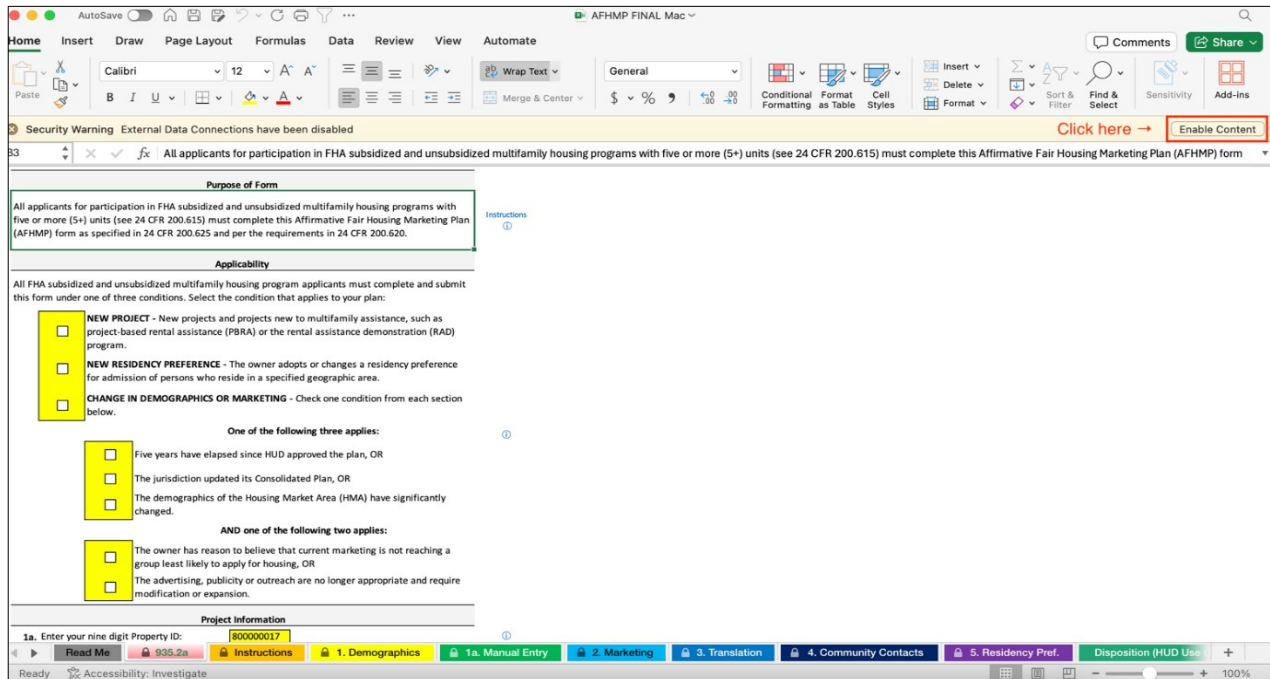 AutoSave
AFHMP FINAL Mac
Home Insert Draw Page Layout Formulas Data Review View Automate
Comments Share
Paste
Calibri 12 A^ A˅
Wrap Text
General
Insert
Delete
Format
B I U A
Merge & Center
$ % 9
Conditional Formatting
Format as Table
Cell Styles
Sort & Filter
Find & Select
Sensitivity
Add-ins
Security Warning External Data Connections have been disabled
Click here → Enable Content
B3 fx All applicants for participation in FHA subsidized and unsubsidized multifamily housing programs with five or more (5+) units (see 24 CFR 200.615) must complete this Affirmative Fair Housing Marketing Plan (AFHMP) form
Purpose of Form
All applicants for participation in FHA subsidized and unsubsidized multifamily housing programs with
five or more (5+) units (see 24 CFR 200.615) must complete this Affirmative Fair Housing Marketing Plan
(AFHMP) form as specified in 24 CFR 200.625 and per the requirements in 24 CFR 200.620.
Instructions
Applicability
All FHA subsidized and unsubsidized multifamily housing program applicants must complete and submit
this form under one of three conditions. Select the condition that applies to your plan:
NEW PROJECT - New projects and projects new to multifamily assistance, such as
project-based rental assistance (PBRA) or the rental assistance demonstration (RAD)
program.
NEW RESIDENCY PREFERENCE - The owner adopts or changes a residency preference
for admission of persons who reside in a specified geographic area.
CHANGE IN DEMOGRAPHICS OR MARKETING - Check one condition from each section
below.
One of the following three applies:
Five years have elapsed since HUD approved the plan, OR
The jurisdiction updated its Consolidated Plan, OR
The demographics of the Housing Market Area (HMA) have significantly
changed.
AND one of the following two applies:
The owner has reason to believe that current marketing is not reaching a
group least likely to apply for housing, OR
The advertising, publicity or outreach are no longer appropriate and require
modification or expansion.
Project Information
1a. Enter your nine digit Property ID: 800000017
Read Me 935.2a Instructions 1. Demographics 1a. Manual Entry 2. Marketing 3. Translation 4. Community Contacts 5. Residency Pref. Disposition (HUD Use
Ready Accessibility: Investigate 100%